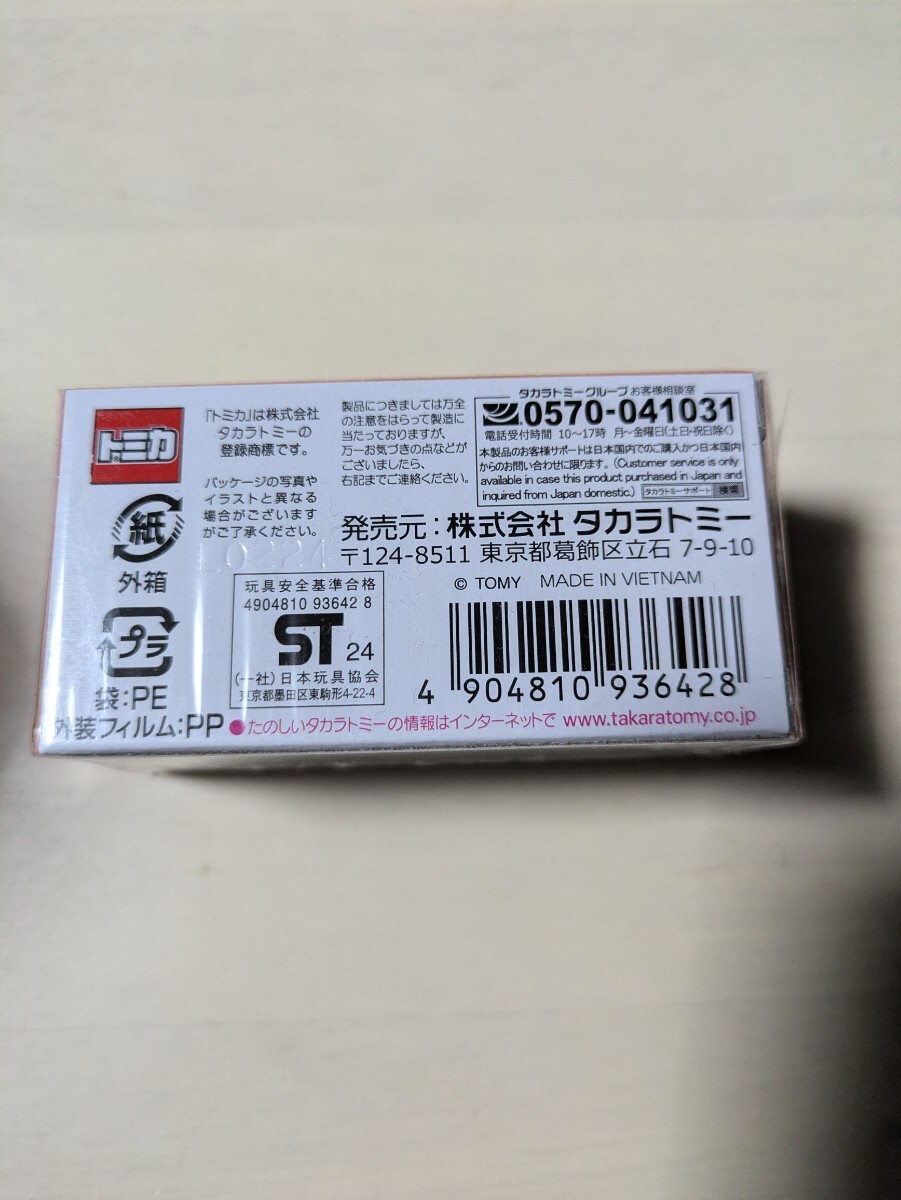 トミカ
紙
外箱
プラ
袋:PE
外装フィルム:PP
「トミカ」は株式会社
タカラトミーの
登録商標です。
パッケージの写真や
イラストと異なる
場合がございます
がご了承ください。
製品につきましては万全
の注意をはらって製造に
当たっておりますが、
万一お気づきの点などが
ございましたら、
右記までご連絡ください。
タカラトミーグループ お客様相談室
0570-041031
電話受付時間 10〜17時 月〜金曜日(土日・祝日除く)
本製品のお客様サポートは日本国内でのご購入かつ日本国内
からのお問い合わせに限ります。(Customer service is only
available in case this product purchased in Japan and
inquired from Japan domestic.) タカラトミーサポート 検索
発売元:株式会社 タカラトミー
〒124-8511 東京都葛飾区立石 7-9-10
© TOMY MADE IN VIETNAM
玩具安全基準合格
4904810 93642 8
ST 24
(一社)日本玩具協会
東京都墨田区東駒形4-22-4
4 904810 936428
●たのしいタカラトミーの情報はインターネットで www.takaratomy.co.jp